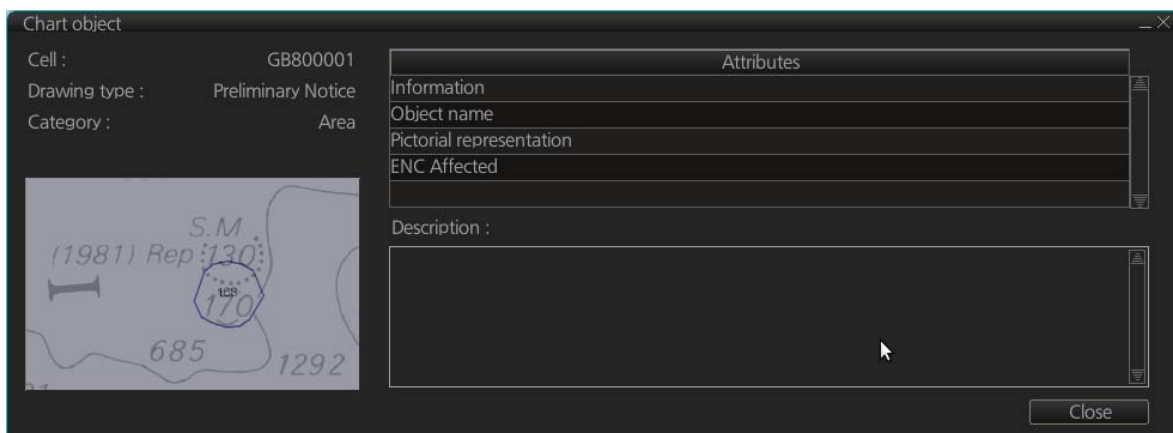 Chart object
Cell : GB800001
Drawing type : Preliminary Notice
Category : Area
Attributes
Information
Object name
Pictorial representation
ENC Affected
Description :
S.M
(1981) Rep 130
170
685
1292
Close